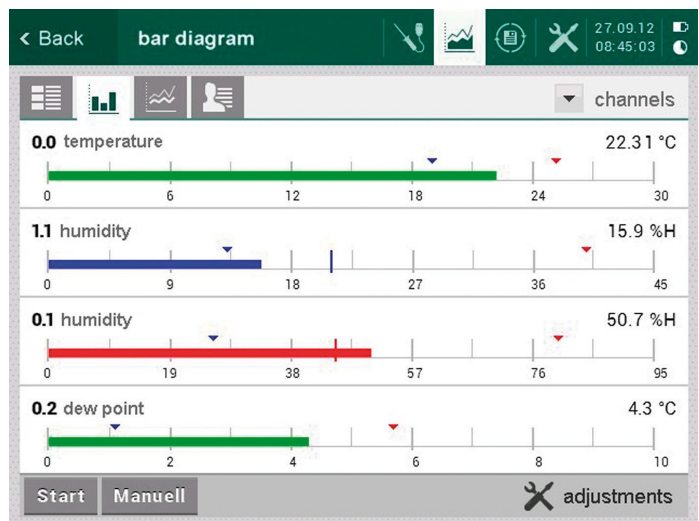 < Back bar diagram 27.09.12
08:45:03
channels
0.0 temperature 22.31 °C
0 6 12 18 24 30
1.1 humidity 15.9 %H
0 9 18 27 36 45
0.1 humidity 50.7 %H
0 19 38 57 76 95
0.2 dew point 4.3 °C
0 2 4 6 8 10
Start Manuell adjustments